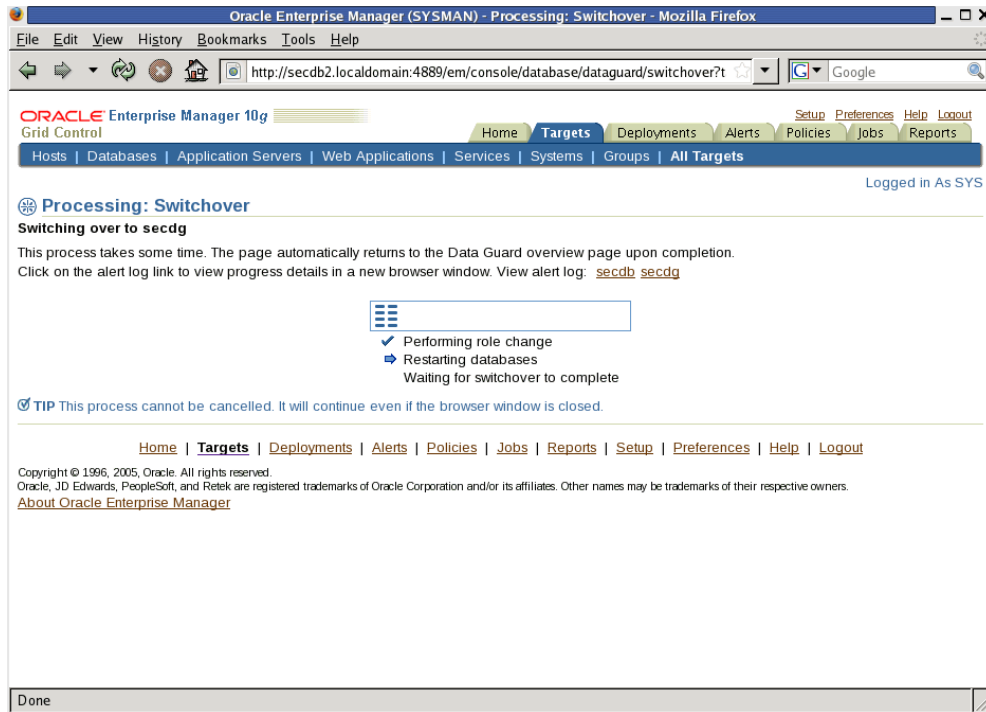 Oracle Enterprise Manager (SYSMAN) - Processing: Switchover - Mozilla Firefox
File Edit View History Bookmarks Tools Help
http://secdb2.localdomain:4889/em/console/database/dataguard/switchover?t
G Google
ORACLE Enterprise Manager 10g
Grid Control
Setup Preferences Help Logout
Home Targets Deployments Alerts Policies Jobs Reports
Hosts | Databases | Application Servers | Web Applications | Services | Systems | Groups | All Targets
Logged in As SYS
Processing: Switchover
Switching over to secdg
This process takes some time. The page automatically returns to the Data Guard overview page upon completion.
Click on the alert log link to view progress details in a new browser window. View alert log: secdb secdg
Performing role change
Restarting databases
Waiting for switchover to complete
TIP This process cannot be cancelled. It will continue even if the browser window is closed.
Home | Targets | Deployments | Alerts | Policies | Jobs | Reports | Setup | Preferences | Help | Logout
Copyright © 1996, 2005, Oracle. All rights reserved.
Oracle, JD Edwards, PeopleSoft, and Retek are registered trademarks of Oracle Corporation and/or its affiliates. Other names may be trademarks of their respective owners.
About Oracle Enterprise Manager
Done